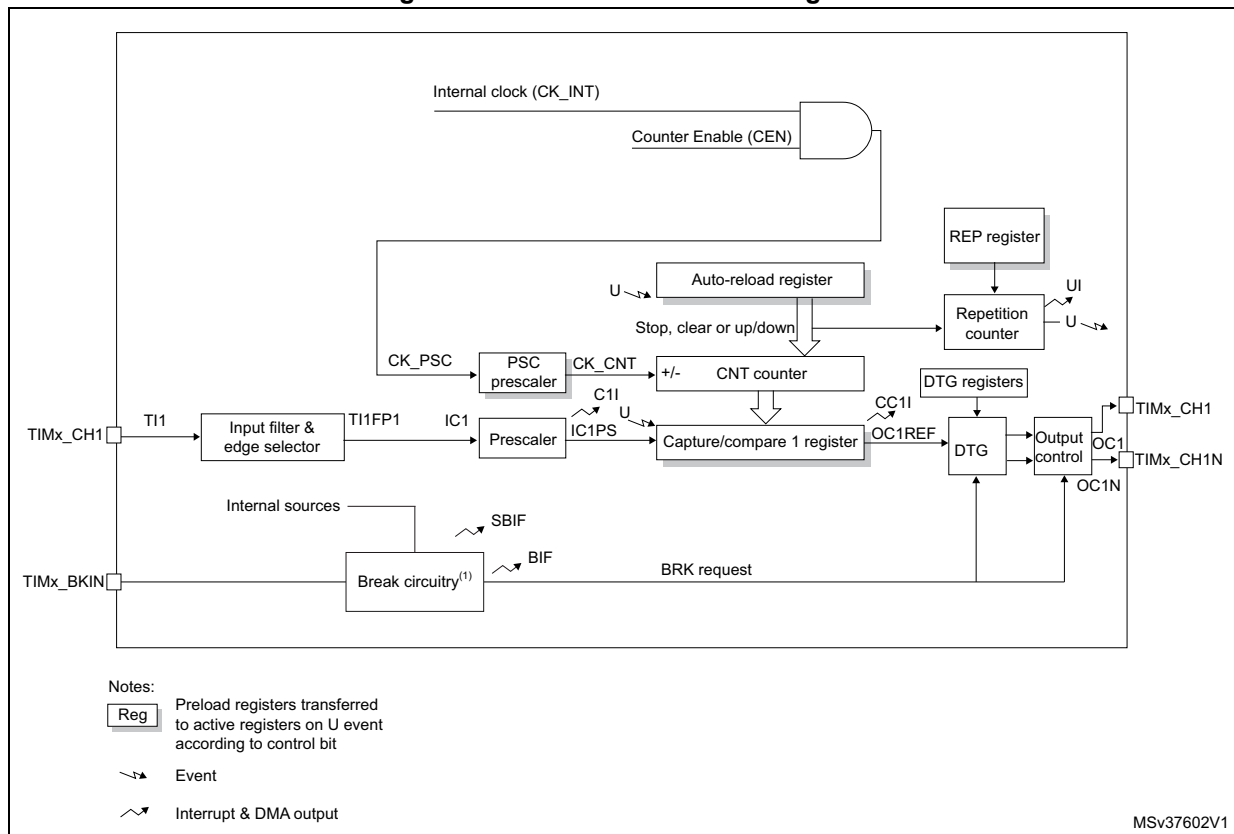 Internal clock (CK_INT)
Counter Enable (CEN)
REP register
U
Auto-reload register
UI
Stop, clear or up/down
Repetition
counter
U
CK_PSC
PSC
prescaler
CK_CNT
+/-
CNT counter
DTG registers
TIMx_CH1
TI1
Input filter &
edge selector
TI1FP1
IC1
Prescaler
C1I
IC1PS
U
Capture/compare 1 register
CC1I
OC1REF
DTG
Output
control
OC1
OC1N
TIMx_CH1
TIMx_CH1N
Internal sources
SBIF
BIF
TIMx_BKIN
Break circuitry(1)
BRK request
Notes:
Reg
Preload registers transferred
to active registers on U event
according to control bit
Event
Interrupt & DMA output
MSv37602V1